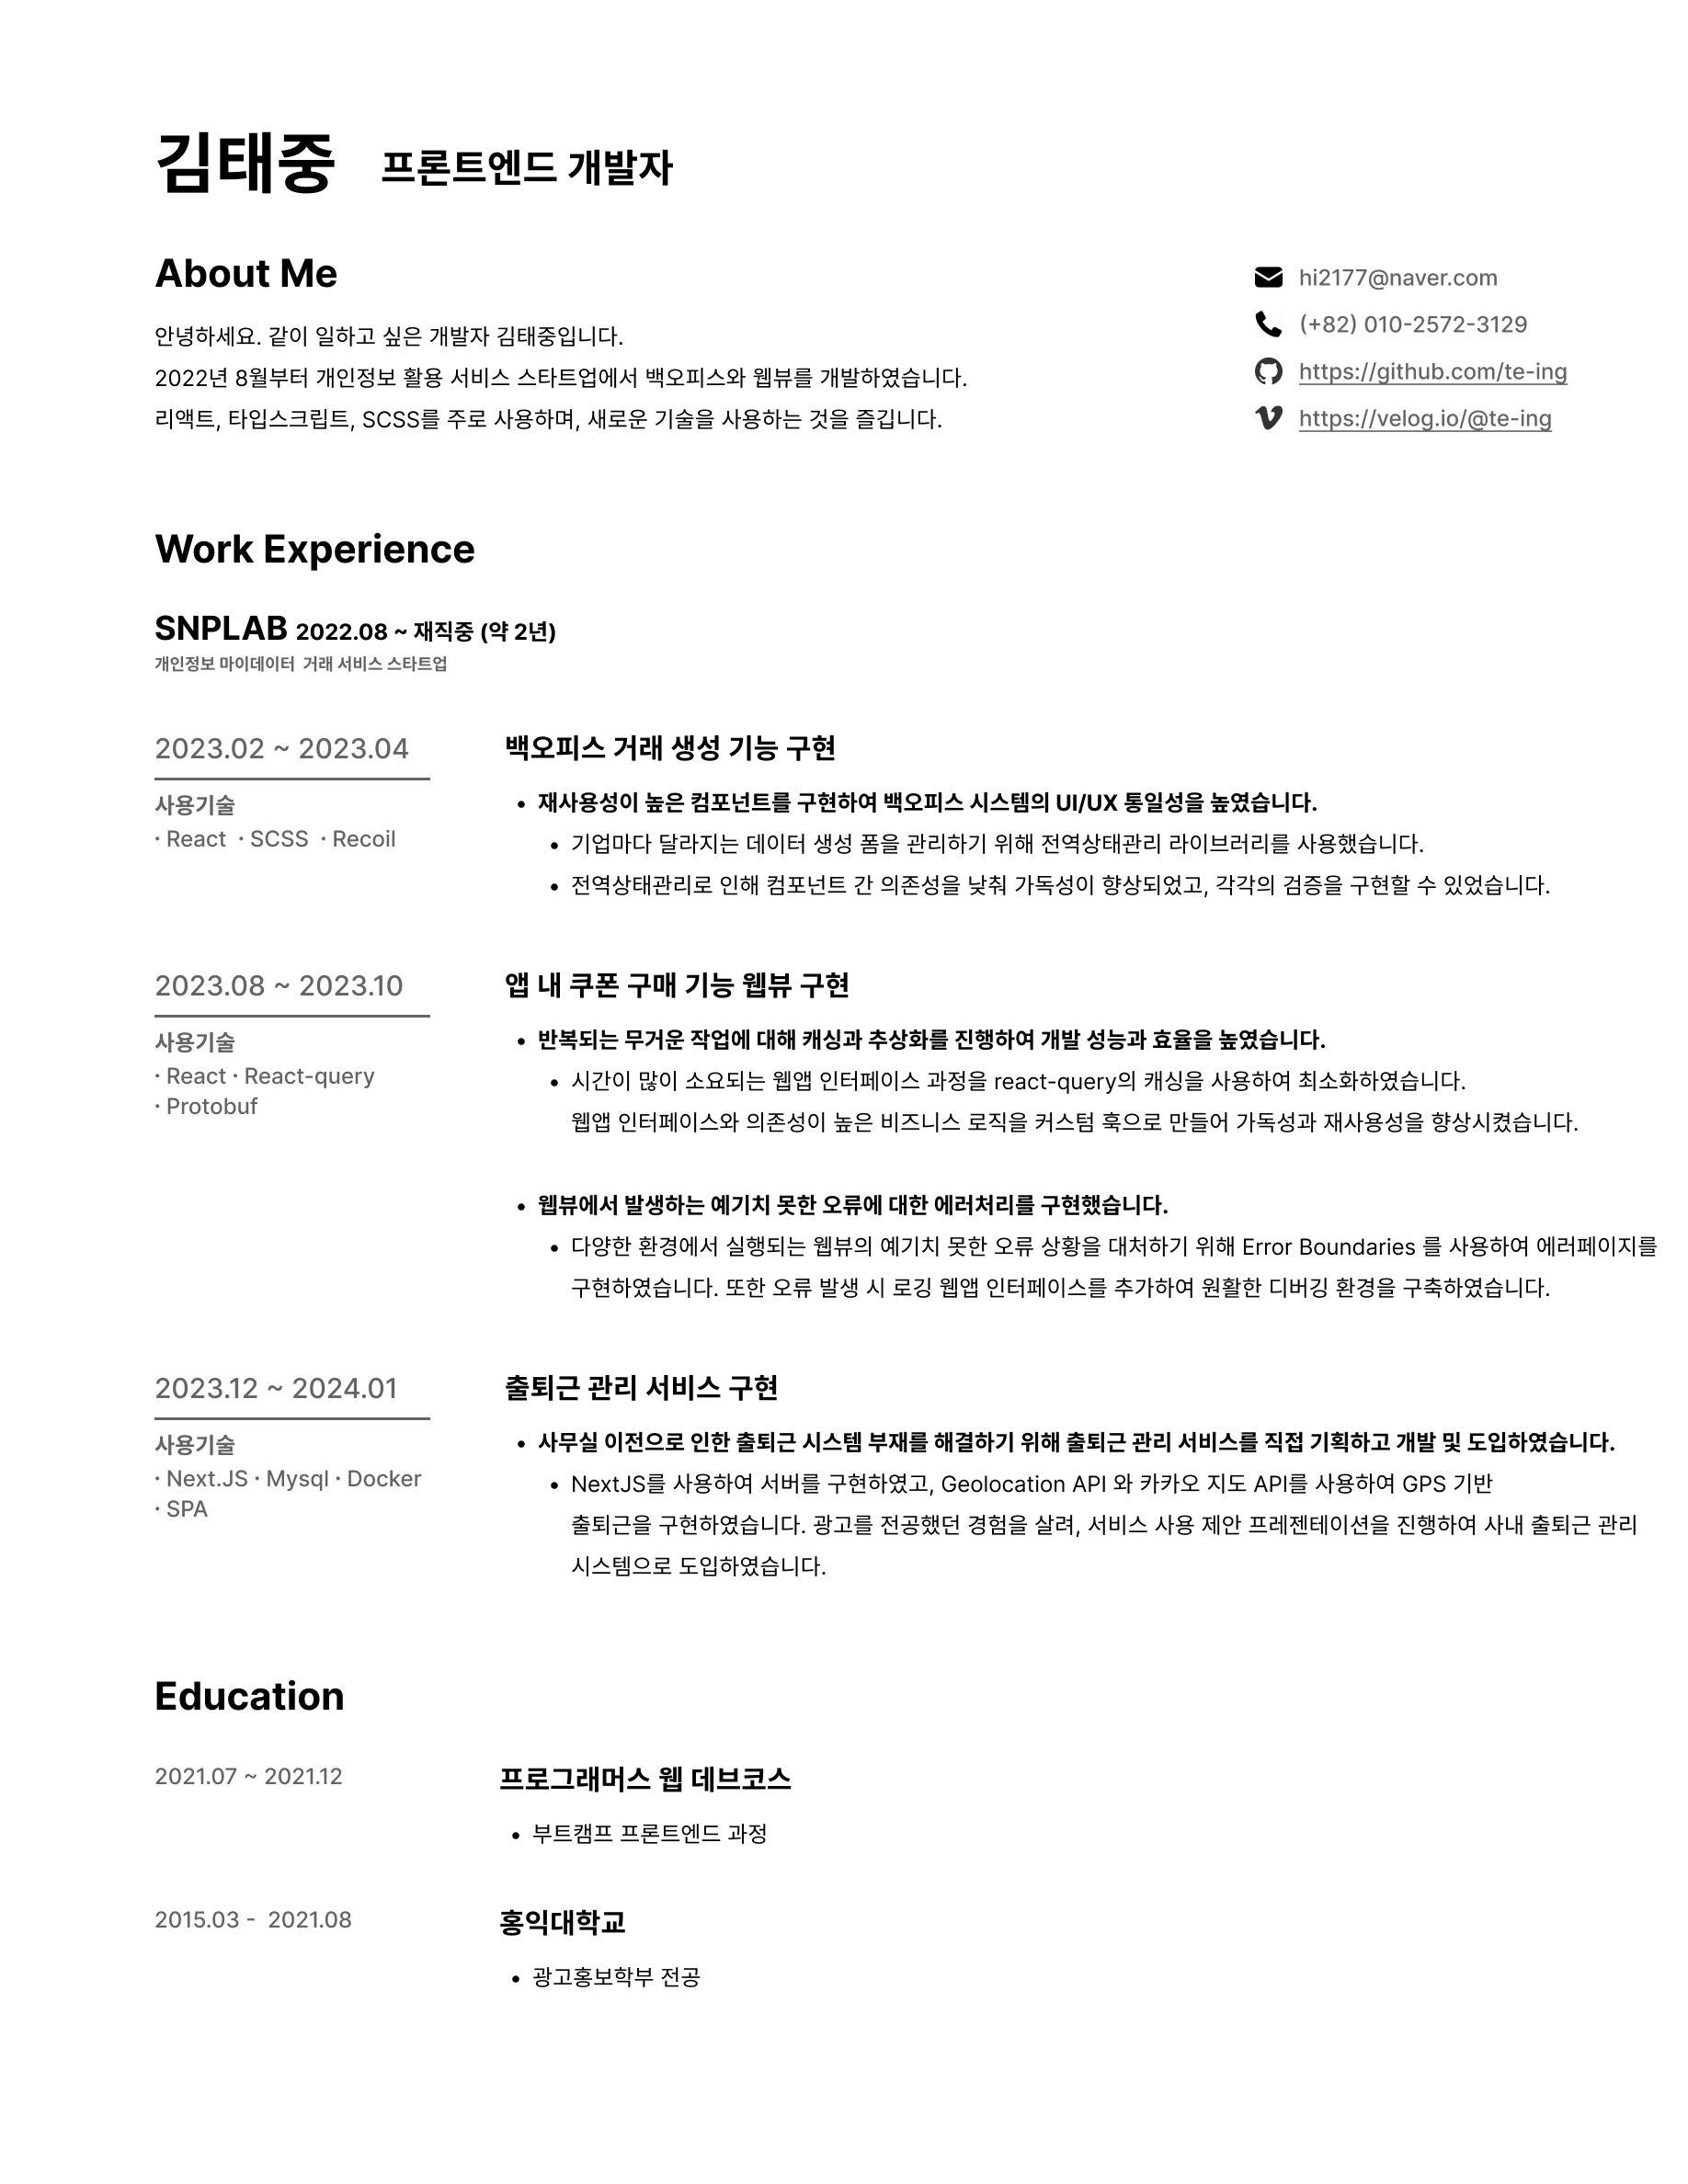 김태중 프론트엔드 개발자
About Me
안녕하세요. 같이 일하고 싶은 개발자 김태중입니다.
2022년 8월부터 개인정보 활용 서비스 스타트업에서 백오피스와 웹뷰를 개발하였습니다.
리액트, 타입스크립트, SCSS를 주로 사용하며, 새로운 기술을 사용하는 것을 즐깁니다.
hi2177@naver.com
(+82) 010-2572-3129
https://github.com/te-ing
https://velog.io/@te-ing
Work Experience
SNPLAB 2022.08 ~ 재직중 (약 2년)
개인정보 마이데이터 거래 서비스 스타트업
2023.02 ~ 2023.04
사용기술
· React · SCSS · Recoil
백오피스 거래 생성 기능 구현
• 재사용성이 높은 컴포넌트를 구현하여 백오피스 시스템의 UI/UX 통일성을 높였습니다.
• 기업마다 달라지는 데이터 생성 폼을 관리하기 위해 전역상태관리 라이브러리를 사용했습니다.
• 전역상태관리로 인해 컴포넌트 간 의존성을 낮춰 가독성이 향상되었고, 각각의 검증을 구현할 수 있었습니다.
2023.08 ~ 2023.10
사용기술
· React · React-query
· Protobuf
앱 내 쿠폰 구매 기능 웹뷰 구현
• 반복되는 무거운 작업에 대해 캐싱과 추상화를 진행하여 개발 성능과 효율을 높였습니다.
• 시간이 많이 소요되는 웹앱 인터페이스 과정을 react-query의 캐싱을 사용하여 최소화하였습니다.
웹앱 인터페이스와 의존성이 높은 비즈니스 로직을 커스텀 훅으로 만들어 가독성과 재사용성을 향상시켰습니다.
• 웹뷰에서 발생하는 예기치 못한 오류에 대한 에러처리를 구현했습니다.
• 다양한 환경에서 실행되는 웹뷰의 예기치 못한 오류 상황을 대처하기 위해 Error Boundaries 를 사용하여 에러페이지를
구현하였습니다. 또한 오류 발생 시 로깅 웹앱 인터페이스를 추가하여 원활한 디버깅 환경을 구축하였습니다.
2023.12 ~ 2024.01
사용기술
· Next.JS · Mysql · Docker
· SPA
출퇴근 관리 서비스 구현
• 사무실 이전으로 인한 출퇴근 시스템 부재를 해결하기 위해 출퇴근 관리 서비스를 직접 기획하고 개발 및 도입하였습니다.
• NextJS를 사용하여 서버를 구현하였고, Geolocation API 와 카카오 지도 API를 사용하여 GPS 기반
출퇴근을 구현하였습니다. 광고를 전공했던 경험을 살려, 서비스 사용 제안 프레젠테이션을 진행하여 사내 출퇴근 관리
시스템으로 도입하였습니다.
Education
2021.07 ~ 2021.12
프로그래머스 웹 데브코스
• 부트캠프 프론트엔드 과정
2015.03 - 2021.08
홍익대학교
• 광고홍보학부 전공